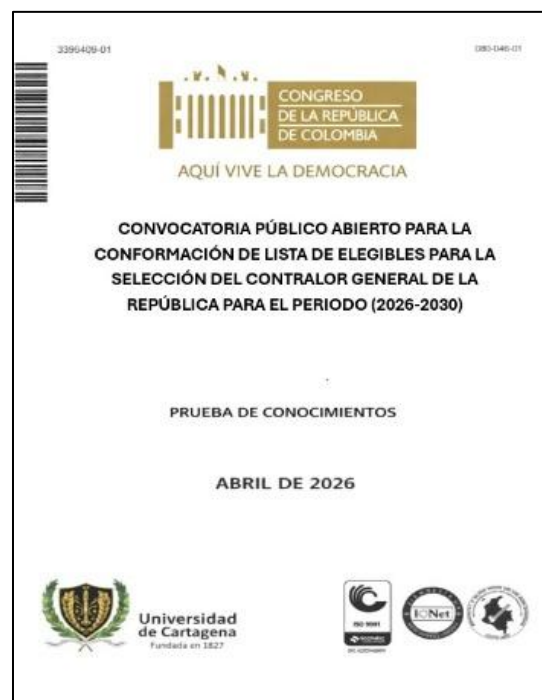 3396409-01
080-046-01
CONGRESO
DE LA REPÚBLICA
DE COLOMBIA
AQUÍ VIVE LA DEMOCRACIA
CONVOCATORIA PÚBLICO ABIERTO PARA LA
CONFORMACIÓN DE LISTA DE ELEGIBLES PARA LA
SELECCIÓN DEL CONTRALOR GENERAL DE LA
REPÚBLICA PARA EL PERIODO (2026-2030)
PRUEBA DE CONOCIMIENTOS
ABRIL DE 2026
Universidad
de Cartagena
Fundada en 1827
ISO 9001
IQNet